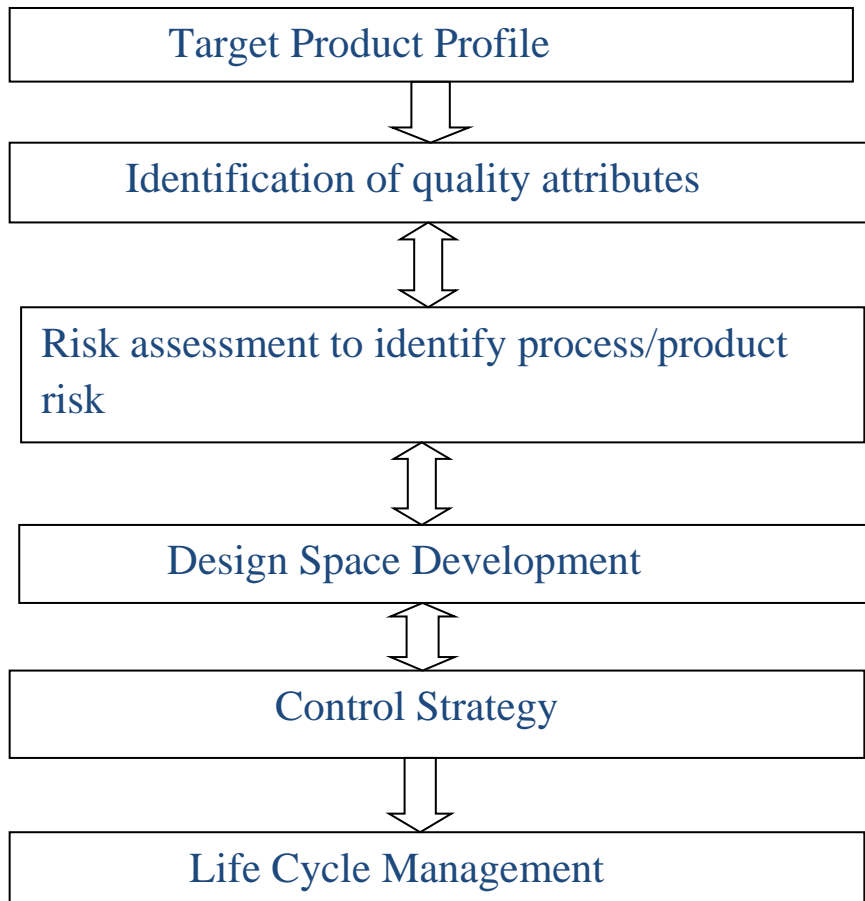 Target Product Profile
Identification of quality attributes
Risk assessment to identify process/product
risk
Design Space Development
Control Strategy
Life Cycle Management